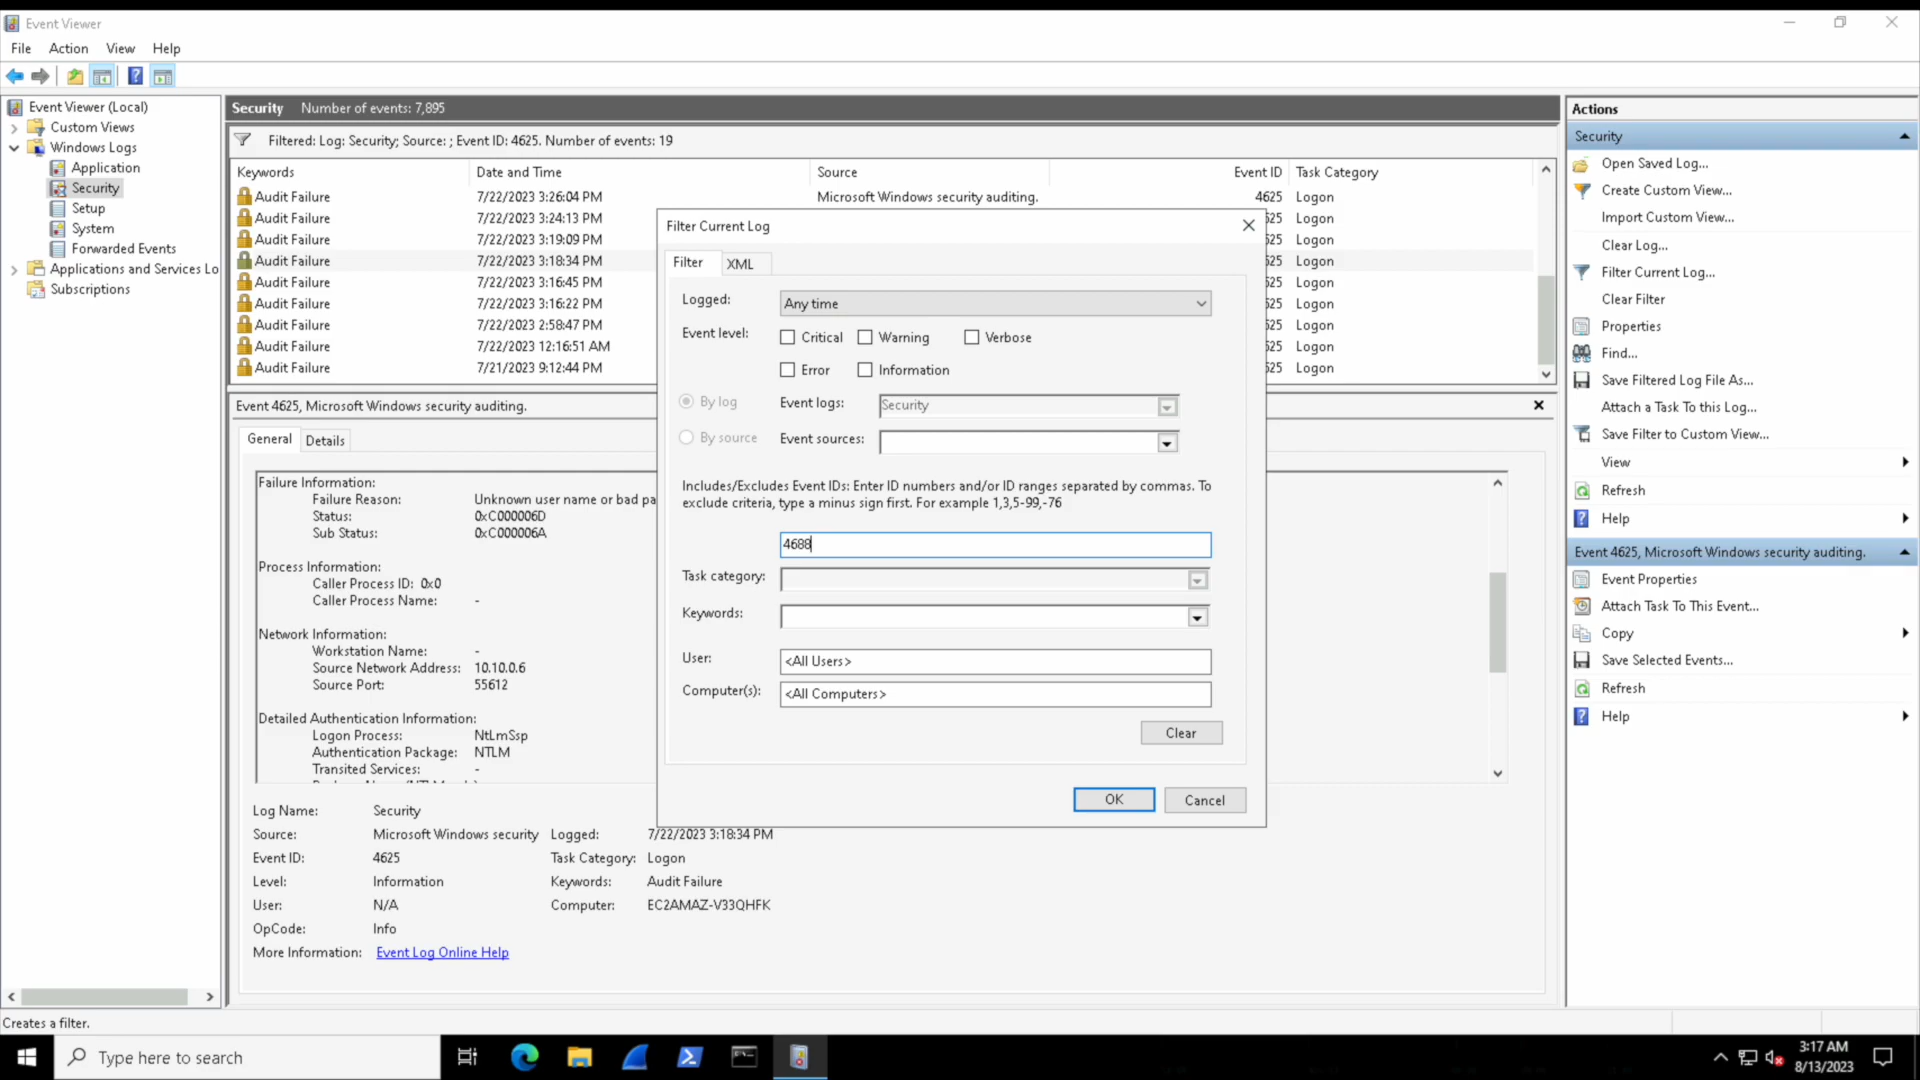 Event Viewer
File Action View Help
Event Viewer (Local)
Custom Views
Windows Logs
Application
Security
Setup
System
Forwarded Events
Applications and Services Lo
Subscriptions
Security Number of events: 7,895
Filtered: Log: Security; Source: ; Event ID: 4625. Number of events: 19
Keywords Date and Time Source Event ID Task Category
Audit Failure 7/22/2023 3:26:04 PM Microsoft Windows security auditing. 4625 Logon
Audit Failure 7/22/2023 3:24:13 PM 625 Logon
Audit Failure 7/22/2023 3:19:09 PM 625 Logon
Audit Failure 7/22/2023 3:18:34 PM 625 Logon
Audit Failure 7/22/2023 3:16:45 PM 625 Logon
Audit Failure 7/22/2023 3:16:22 PM 625 Logon
Audit Failure 7/22/2023 2:58:47 PM 625 Logon
Audit Failure 7/22/2023 12:16:51 AM 625 Logon
Audit Failure 7/21/2023 9:12:44 PM 625 Logon
Event 4625, Microsoft Windows security auditing.
General Details
Failure Information:
Failure Reason: Unknown user name or bad pa
Status: 0xC000006D
Sub Status: 0xC000006A
Process Information:
Caller Process ID: 0x0
Caller Process Name: -
Network Information:
Workstation Name: -
Source Network Address: 10.10.0.6
Source Port: 55612
Detailed Authentication Information:
Logon Process: NtLmSsp
Authentication Package: NTLM
Transited Services: -
Log Name: Security
Source: Microsoft Windows security Logged: 7/22/2023 3:18:34 PM
Event ID: 4625 Task Category: Logon
Level: Information Keywords: Audit Failure
User: N/A Computer: EC2AMAZ-V33QHFK
OpCode: Info
More Information: Event Log Online Help
Filter Current Log
Filter XML
Logged: Any time
Event level: Critical Warning Verbose
Error Information
By log Event logs: Security
By source Event sources:
Includes/Excludes Event IDs: Enter ID numbers and/or ID ranges separated by commas. To
exclude criteria, type a minus sign first. For example 1,3,5-99,-76
4688
Task category:
Keywords:
User: <All Users>
Computer(s): <All Computers>
Clear
OK Cancel
Actions
Security
Open Saved Log...
Create Custom View...
Import Custom View...
Clear Log...
Filter Current Log...
Clear Filter
Properties
Find...
Save Filtered Log File As...
Attach a Task To this Log...
Save Filter to Custom View...
View
Refresh
Help
Event 4625, Microsoft Windows security auditing.
Event Properties
Attach Task To This Event...
Copy
Save Selected Events...
Refresh
Help
Creates a filter.
Type here to search
3:17 AM
8/13/2023